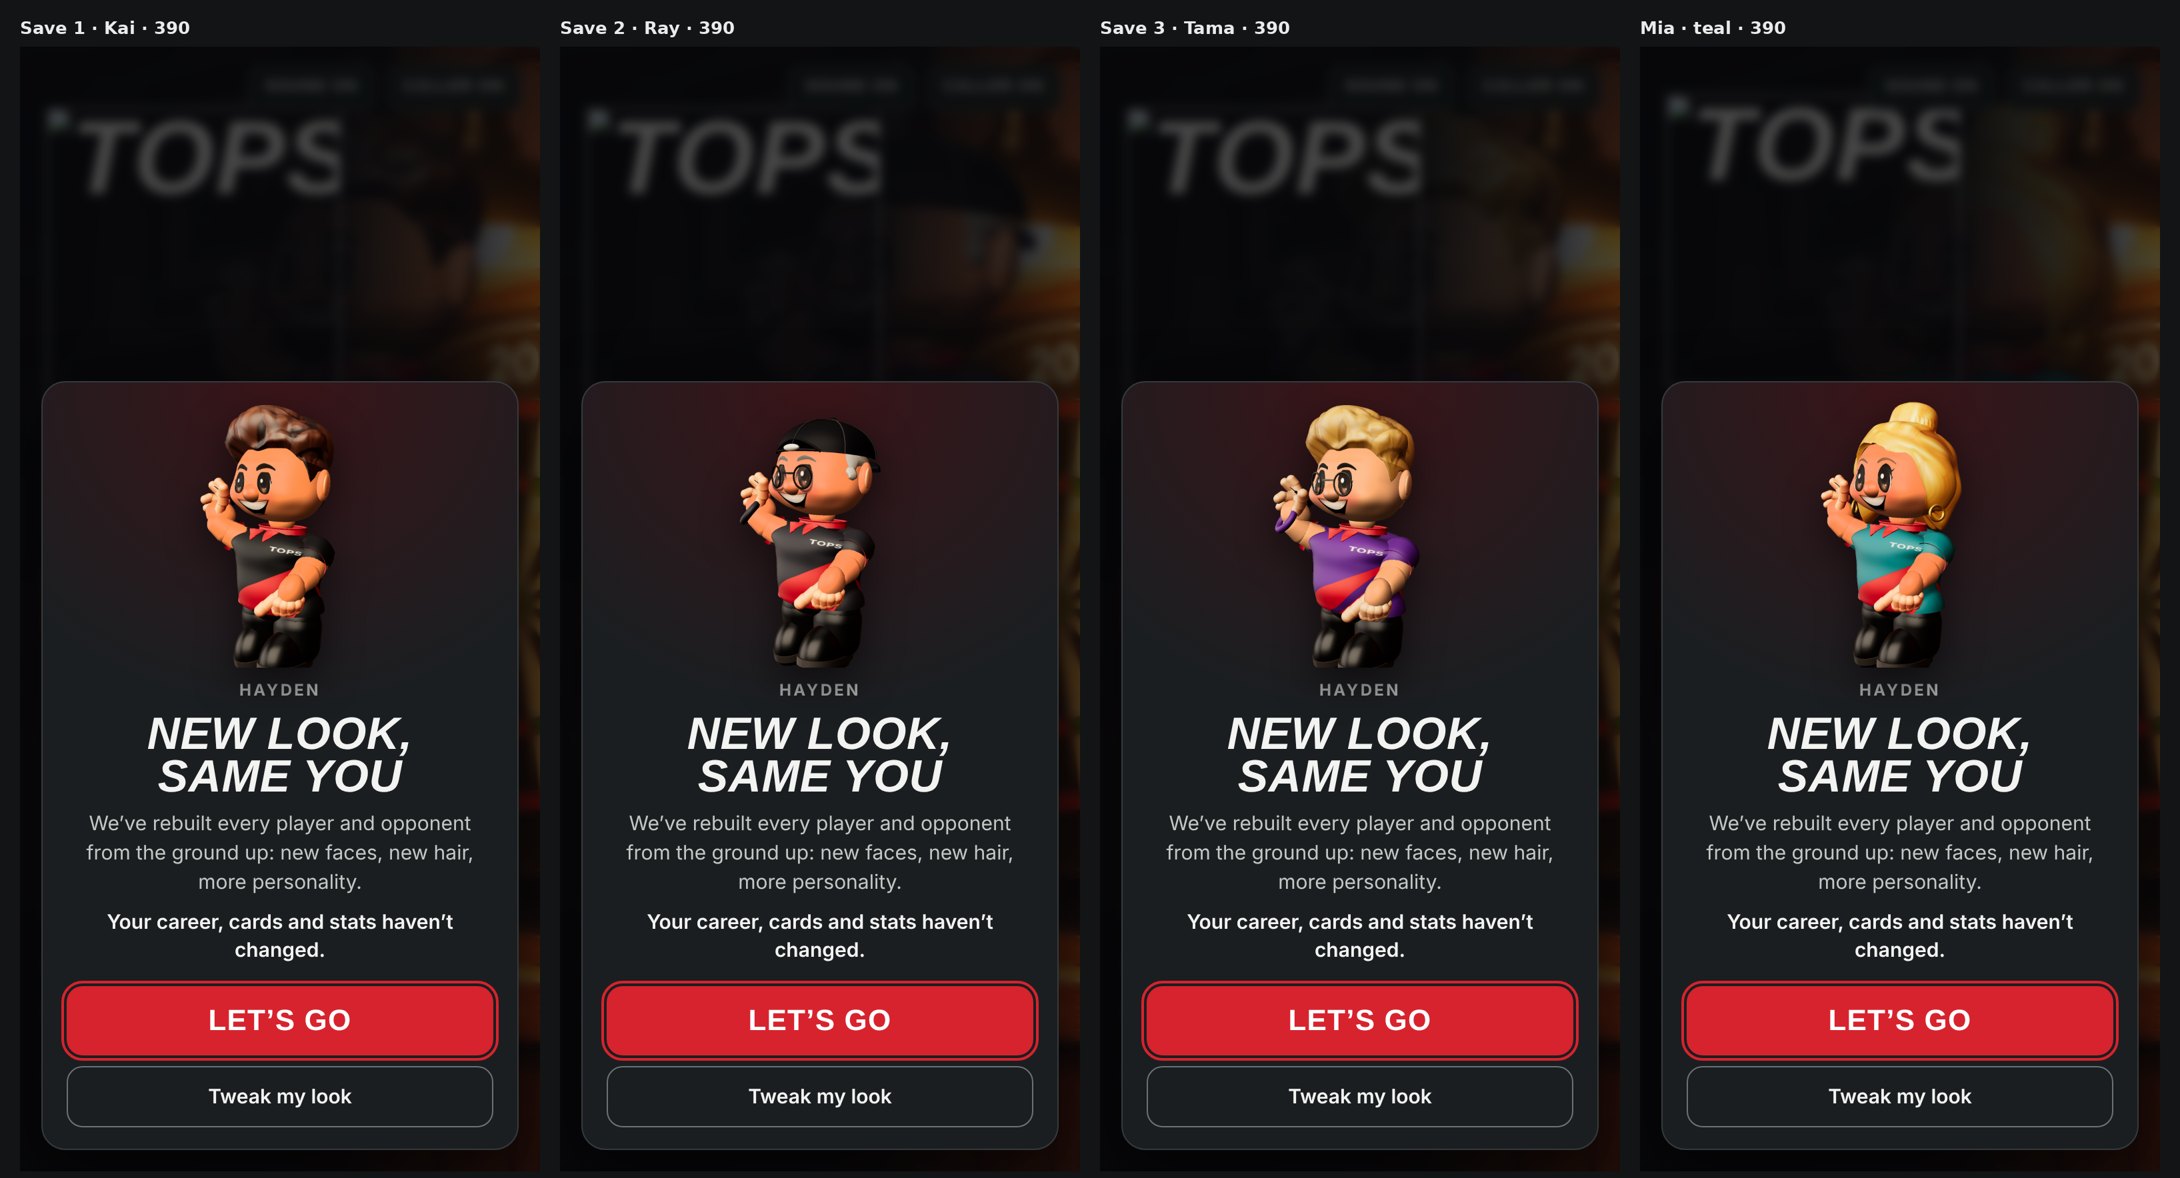 Save 1 · Kai · 390
TOPS
TOPS
HAYDEN
NEW LOOK,
SAME YOU
We’ve rebuilt every player and opponent
from the ground up: new faces, new hair,
more personality.
Your career, cards and stats haven’t
changed.
LET’S GO
Tweak my look
Save 2 · Ray · 390
TOPS
TOPS
HAYDEN
NEW LOOK,
SAME YOU
We’ve rebuilt every player and opponent
from the ground up: new faces, new hair,
more personality.
Your career, cards and stats haven’t
changed.
LET’S GO
Tweak my look
Save 3 · Tama · 390
TOPS
TOPS
HAYDEN
NEW LOOK,
SAME YOU
We’ve rebuilt every player and opponent
from the ground up: new faces, new hair,
more personality.
Your career, cards and stats haven’t
changed.
LET’S GO
Tweak my look
Mia · teal · 390
TOPS
TOPS
HAYDEN
NEW LOOK,
SAME YOU
We’ve rebuilt every player and opponent
from the ground up: new faces, new hair,
more personality.
Your career, cards and stats haven’t
changed.
LET’S GO
Tweak my look